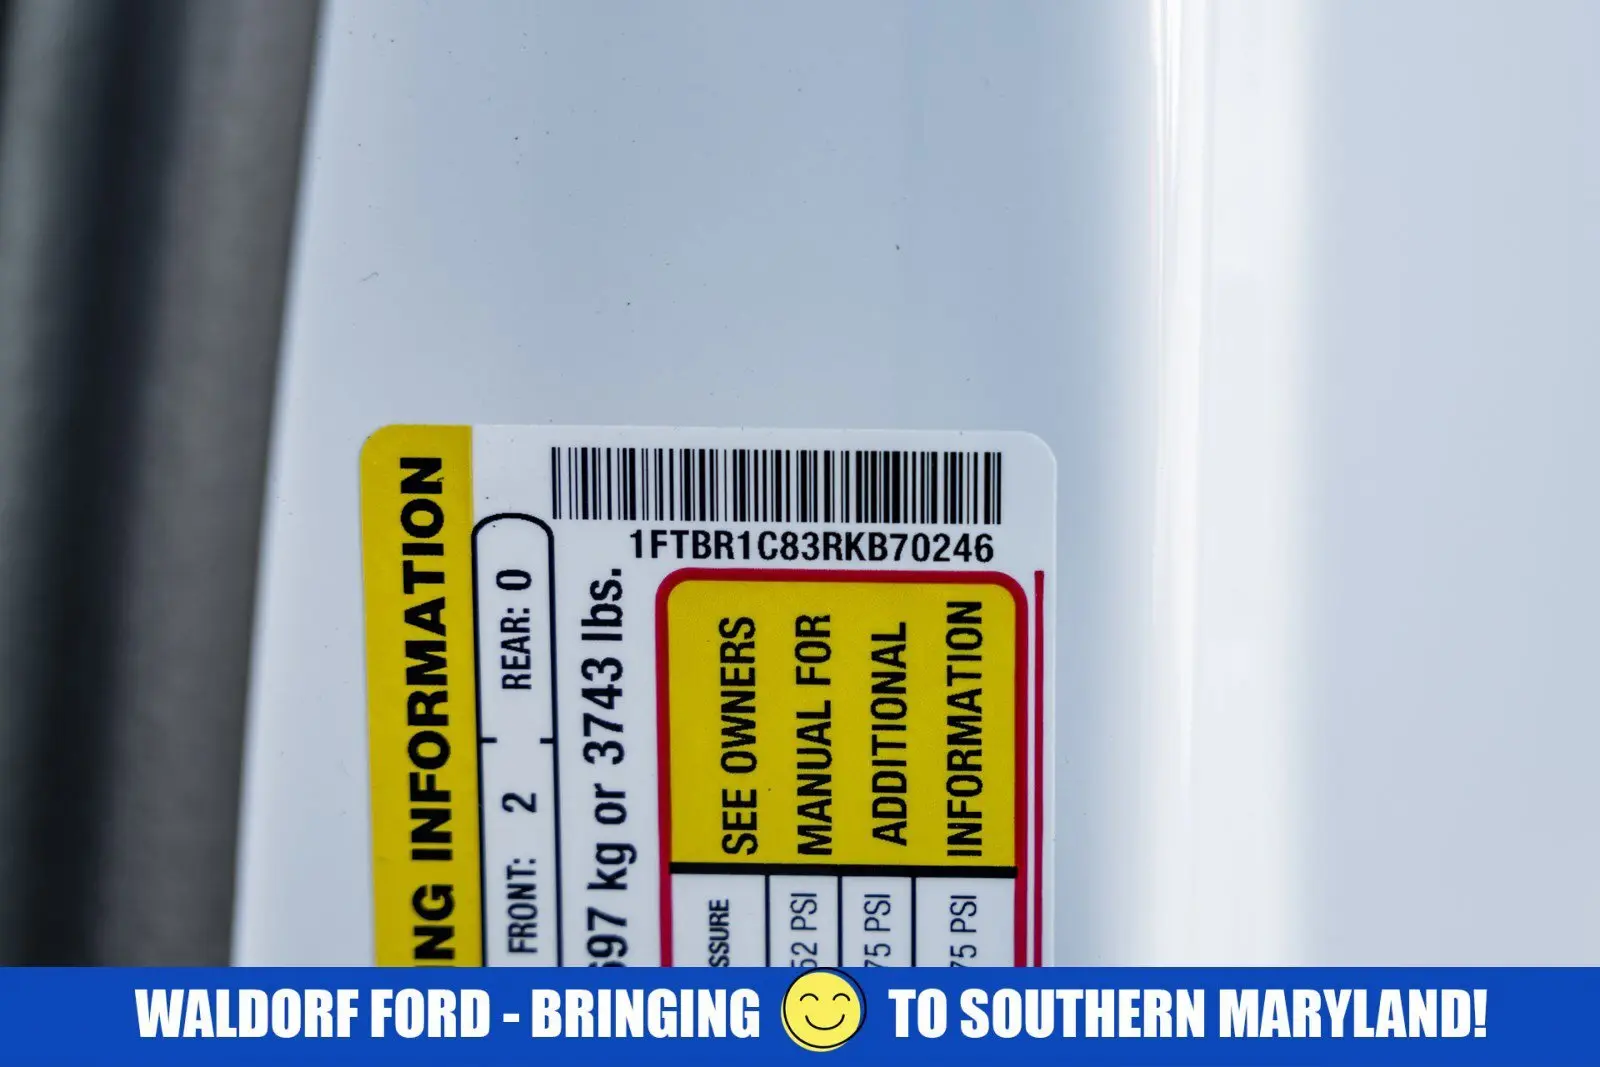 1FTBR1C83RKB70246
NG INFORMATION
FRONT: 2 REAR: 0
697 kg or 3743 lbs.
SEE OWNERS
MANUAL FOR
ADDITIONAL
INFORMATION
SSURE
52 PSI
75 PSI
75 PSI
WALDORF FORD - BRINGING TO SOUTHERN MARYLAND!